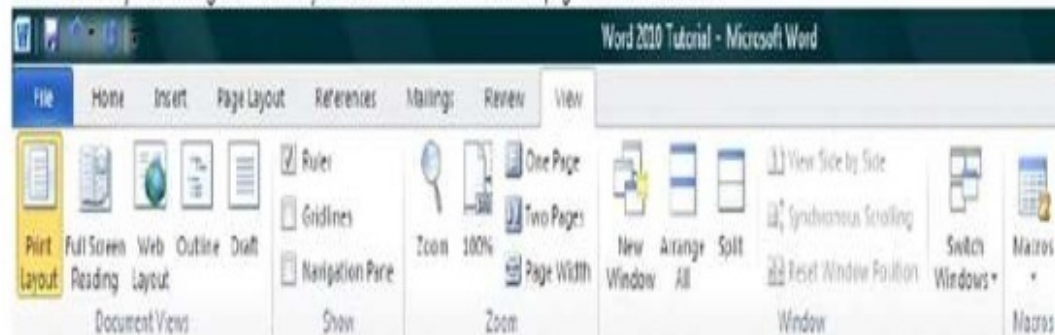 Word 2010 Tutorial - Microsoft Word
File Home Insert Page Layout References Mailings Review View
Print Layout
Full Screen Reading
Web Layout
Outline
Draft
Document Views
Ruler
Gridlines
Navigation Pane
Show
Zoom
100%
One Page
Two Pages
Page Width
Zoom
New Window
Arrange All
Split
View Side by Side
Synchronous Scrolling
Reset Window Position
Switch Windows
Window
Macros
Macros